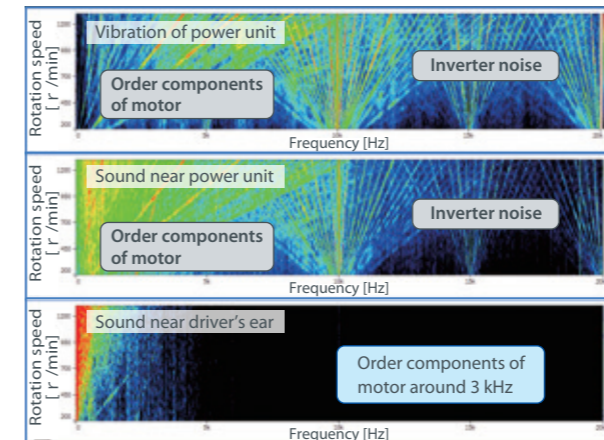 Vibration of power unit
Order components
of motor
Inverter noise
Rotation speed
[ r /min]
Frequency [Hz]
Sound near power unit
Order components
of motor
Inverter noise
Rotation speed
[ r /min]
Frequency [Hz]
Sound near driver's ear
Order components of
motor around 3 kHz
Rotation speed
[ r /min]
Frequency [Hz]